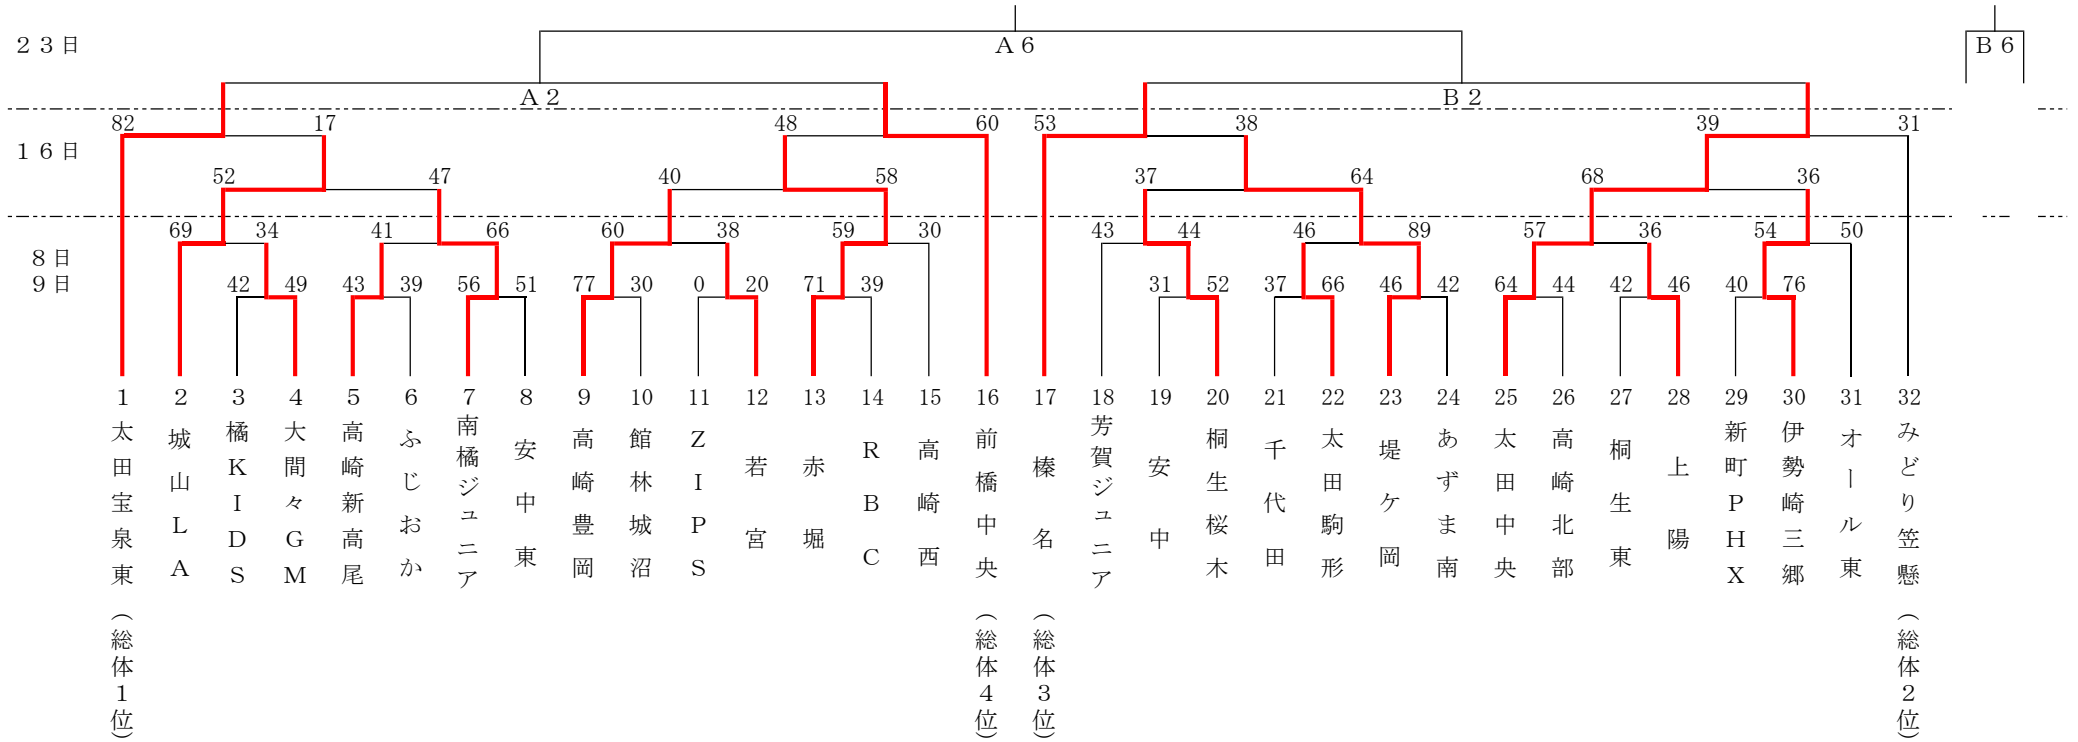 ２３日
Ａ６
Ｂ６
Ａ２
Ｂ２
82 17 48 60 53 38 39 31
１６日
52 47 40 58 37 64 68 36
69 34 41 66 60 38 59 30 43 44 46 89 57 36 54 50
８日
９日
42 49 43 39 56 51 77 30 0 20 71 39 31 52 37 66 46 42 64 44 42 46 40 76
1 2 3 4 5 6 7 8 9 10 11 12 13 14 15 16 17 18 19 20 21 22 23 24 25 26 27 28 29 30 31 32
太田宝泉東（総体１位）
城山ＬＡ
橘ＫＩＤＳ
大間々ＧＭ
高崎新高尾
ふじおか
南橘ジュニア
安中東
高崎豊岡
館林城沼
ＺＩＰＳ
若宮
赤堀
ＲＢＣ
高崎西
前橋中央（総体４位）
榛名（総体３位）
芳賀ジュニア
安中
桐生桜木
千代田
太田駒形
堤ケ岡
あずま南
太田中央
高崎北部
桐生東
上陽
新町ＰＨＸ
伊勢崎三郷
オール東
みどり笠懸（総体２位）